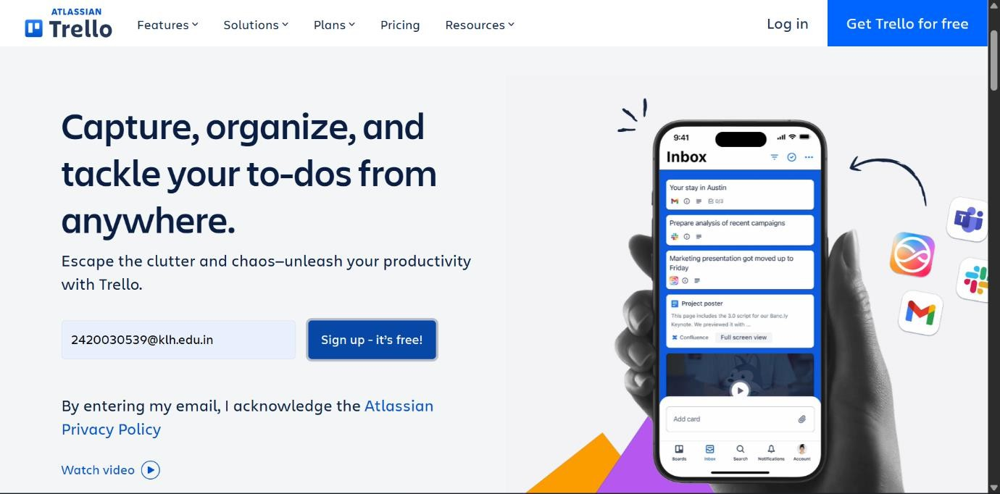 ATLASSIAN
Trello
Features
Solutions
Plans
Pricing
Resources
Log in
Get Trello for free
Capture, organize, and
tackle your to-dos from
anywhere.
Escape the clutter and chaos–unleash your productivity
with Trello.
2420030539@klh.edu.in
Sign up - it's free!
By entering my email, I acknowledge the Atlassian
Privacy Policy
Watch video
9:41
Inbox
Your stay in Austin
0/3
Prepare analysis of recent campaigns
Marketing presentation got moved up to
Friday
Project poster
This page includes the 3.0 script for our Banc.ly
Keynote. We previewed it with ...
Confluence
Full screen view
Add card
Boards
Inbox
Search
Notifications
Account
T